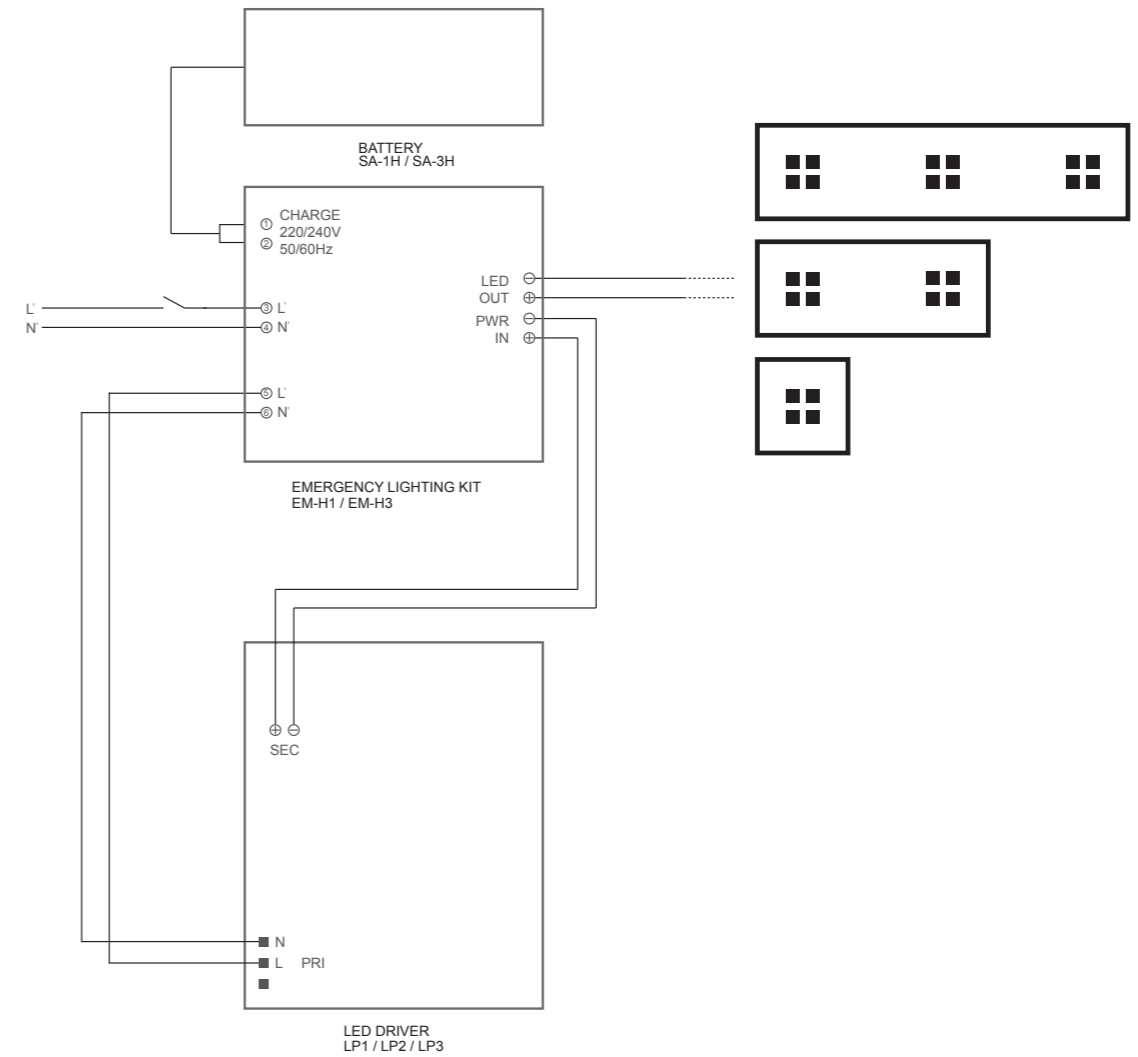 BATTERY
SA-1H / SA-3H
① CHARGE
220/240V
② 50/60Hz
LED ⊖
OUT ⊕
PWR ⊖
IN ⊕
L' ③ L'
N' ④ N'
⑤ L'
⑥ N'
EMERGENCY LIGHTING KIT
EM-H1 / EM-H3
⊕ ⊖
SEC
N
L PRI
LED DRIVER
LP1 / LP2 / LP3